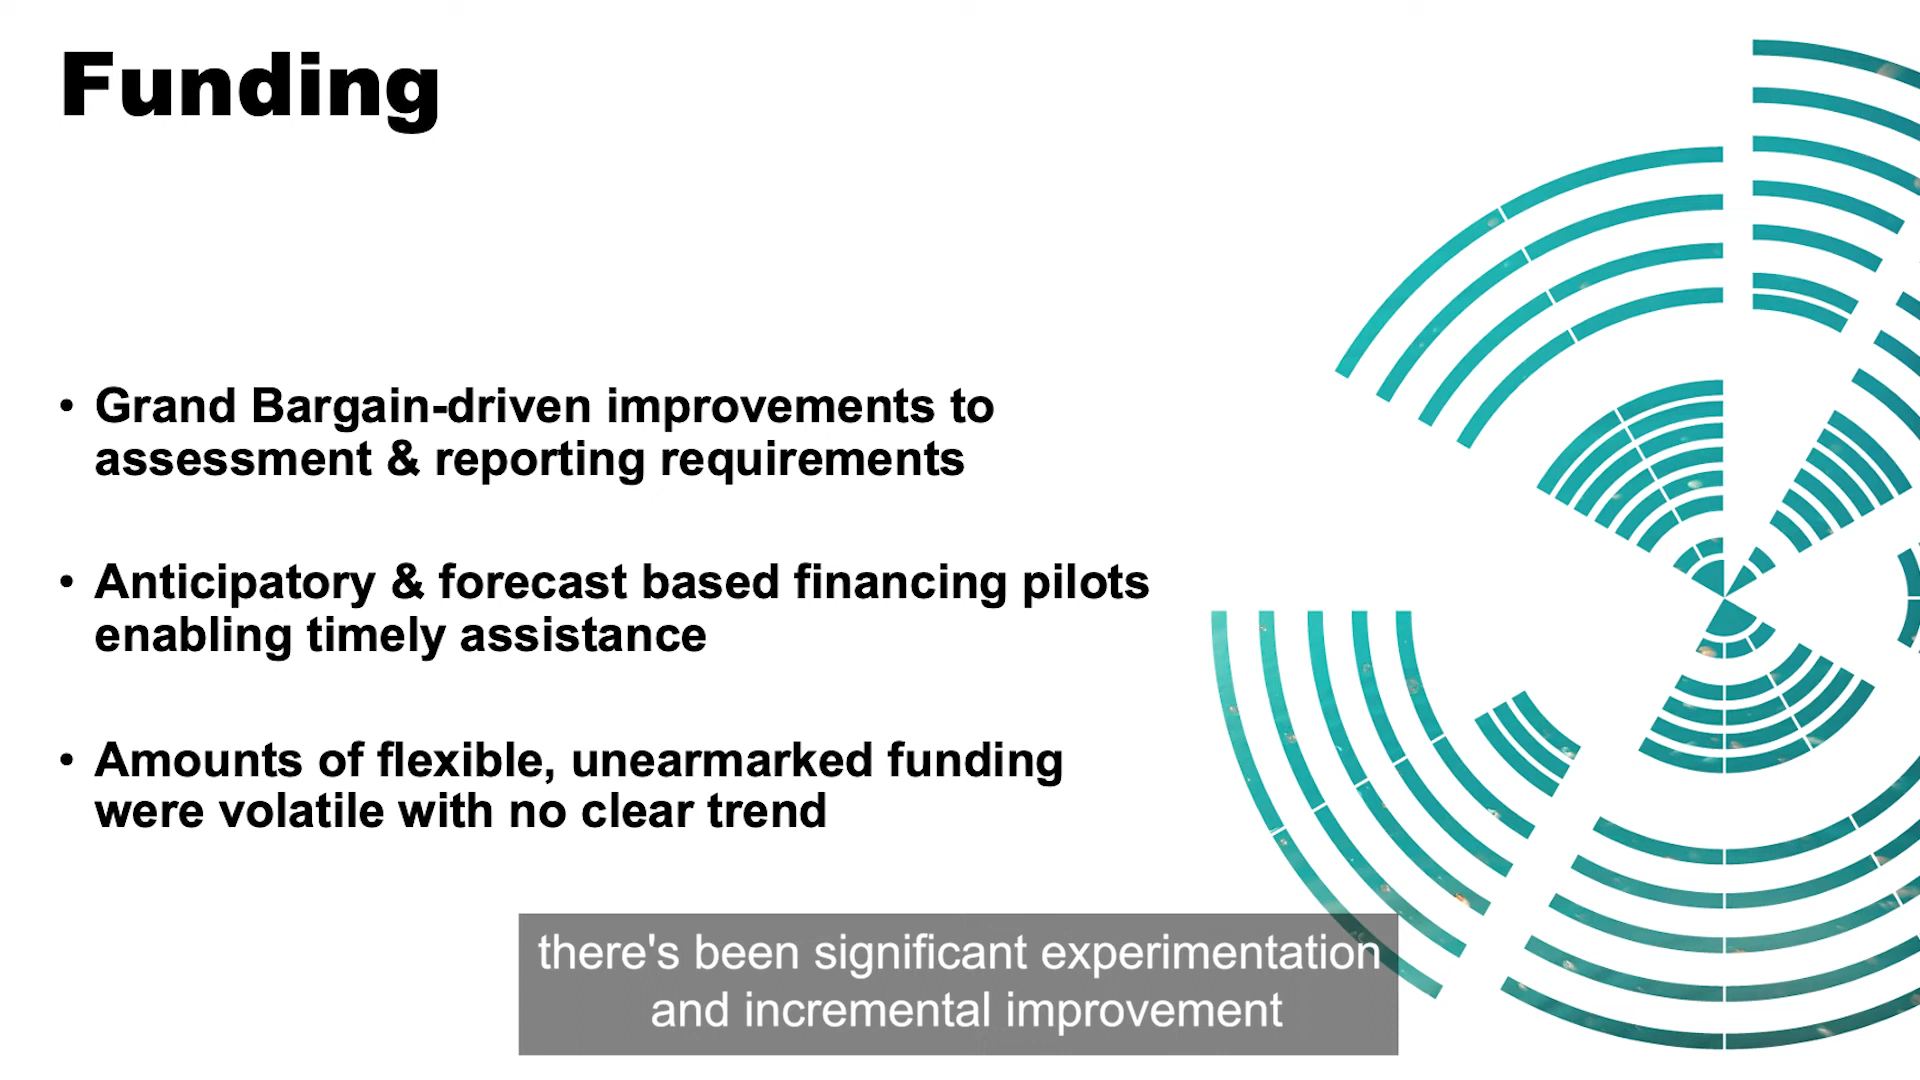 Funding
• Grand Bargain-driven improvements to
assessment & reporting requirements
• Anticipatory & forecast based financing pilots
enabling timely assistance
• Amounts of flexible, unearmarked funding
were volatile with no clear trend
there's been significant experimentation
and incremental improvement